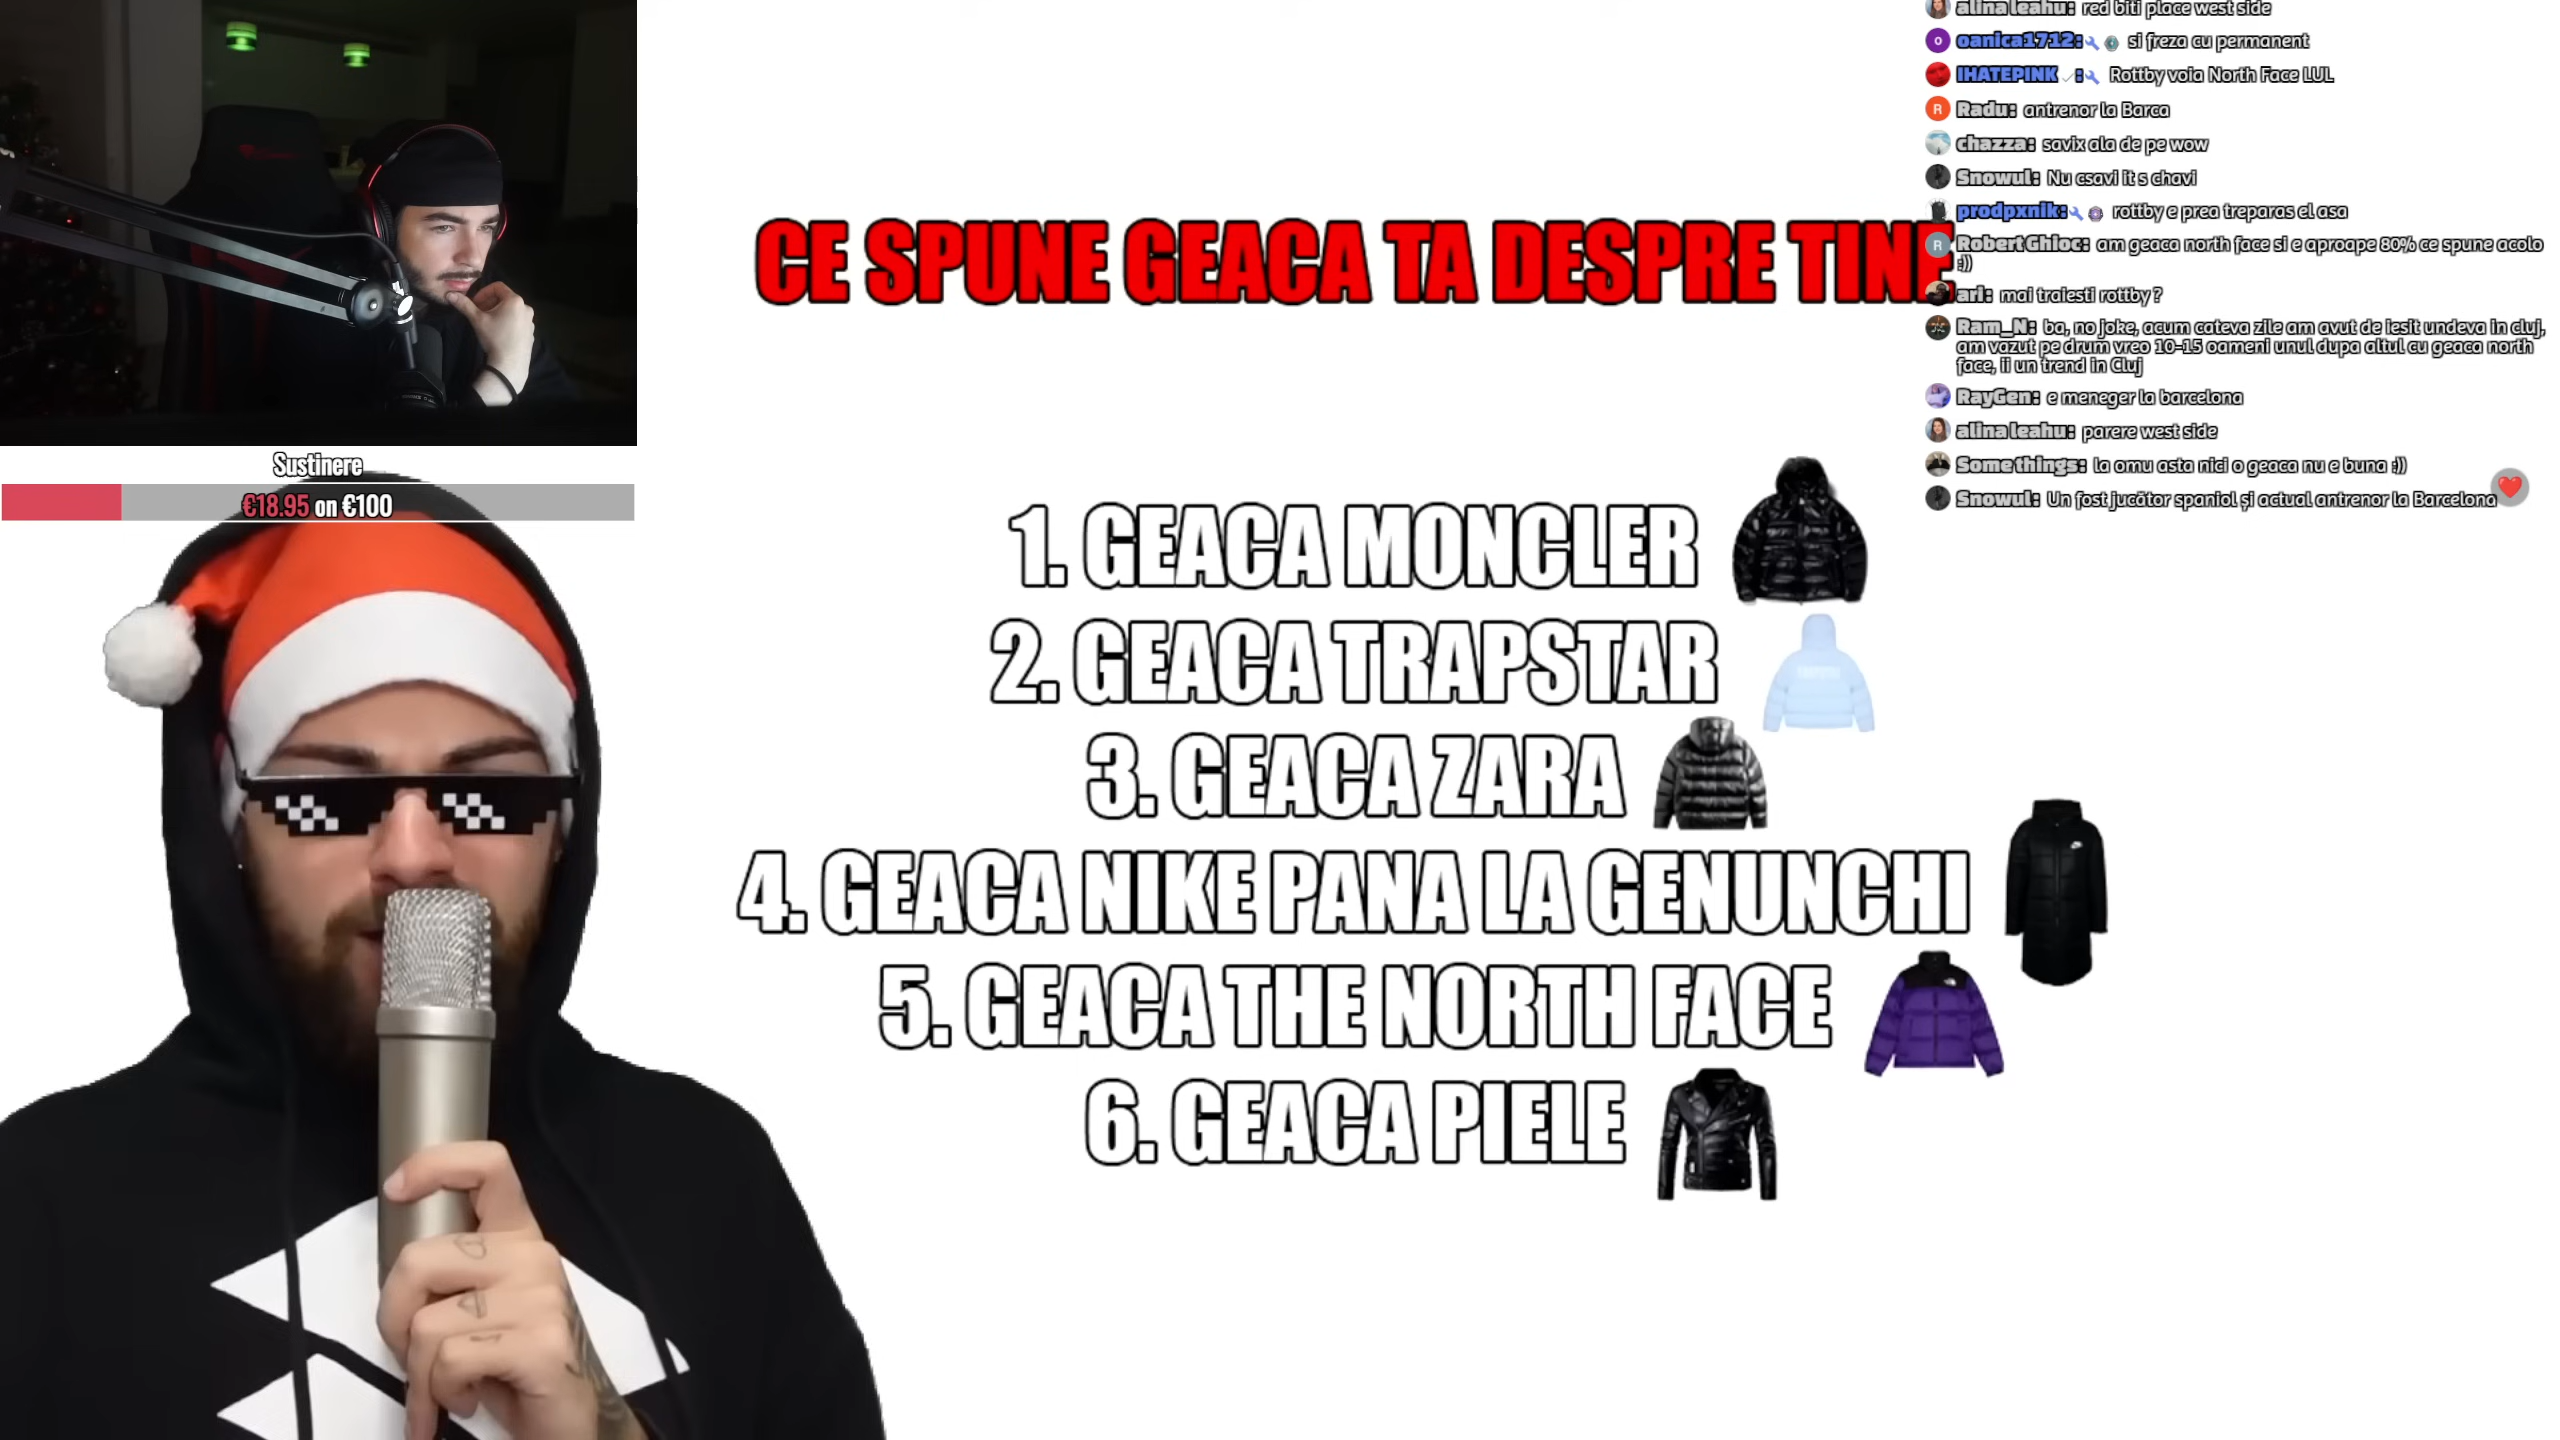 Sustinere
€18.95 on €100
CE SPUNE GEACA TA DESPRE TINE
1. GEACA MONCLER
2. GEACA TRAPSTAR
3. GEACA ZARA
4. GEACA NIKE PANA LA GENUNCHI
5. GEACA THE NORTH FACE
6. GEACA PIELE
alina leahu: red biti place west side
oanica1712: si freza cu permanent
IHATEPINK: Rottby voia North Face LUL
Radu: antrenor la Barca
chazza: savix ala de pe wow
Snowul: Nu csavi it s chavi
prodpxnik: rottby e prea treparas el asa
Robert Ghioc: am geaca north face si e aproape 80% ce spune acolo
:))
ari: mai traiesti rottby ?
Ram_N: ba, no joke, acum cateva zile am avut de iesit undeva in cluj,
am vazut pe drum vreo 10-15 oameni unul dupa altul cu geaca north
face, ii un trend in Cluj
RayGen: e meneger la barcelona
alina leahu: parere west side
Some things: la omu asta nici o geaca nu e buna :))
Snowul: Un fost jucător spaniol și actual antrenor la Barcelona